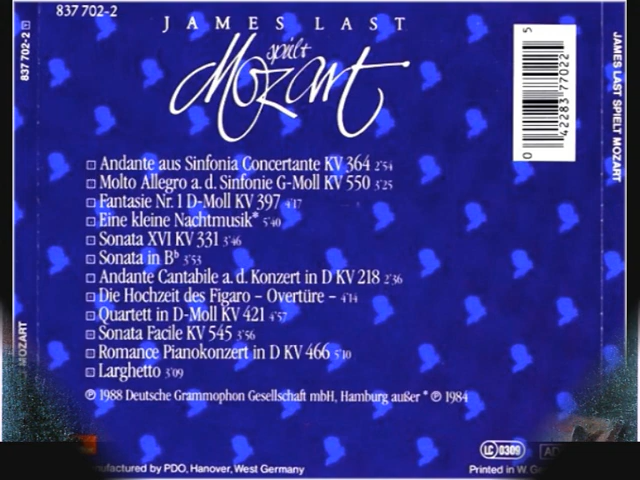 837 702-2
JAMES LAST
spielt
Mozart
837 702-2
JAMES LAST SPIELT MOZART
5
0 42283 77022
Andante aus Sinfonia Concertante KV 364 2'54
Molto Allegro a. d. Sinfonie G-Moll KV 550 3'25
Fantasie Nr. 1 D-Moll KV 397 4'17
Eine kleine Nachtmusik* 5'40
Sonata XVI KV 331 3'46
Sonata in B♭ 3'53
Andante Cantabile a. d. Konzert in D KV 218 2'36
Die Hochzeit des Figaro – Overtüre – 4'14
Quartett in D-Moll KV 421 4'57
Sonata Facile KV 545 3'56
Romance Pianokonzert in D KV 466 5'10
Larghetto 3'09
℗ 1988 Deutsche Grammophon Gesellschaft mbH, Hamburg außer * ℗ 1984
MOZART
LC 0309
by PDO, Hanover, West Germany
Printed in W.